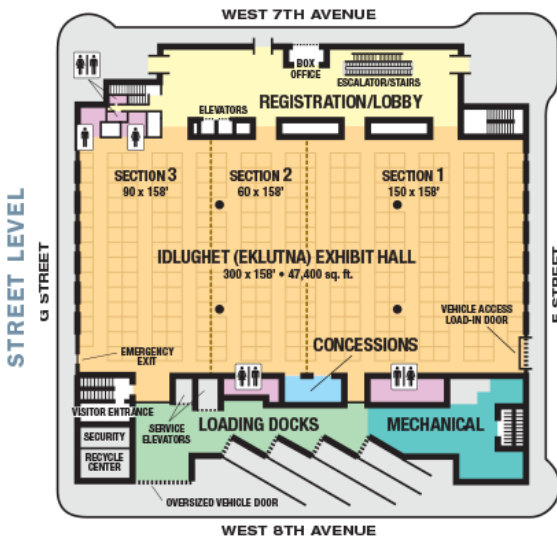 WEST 7TH AVENUE
BOX
OFFICE
ESCALATOR/STAIRS
ELEVATORS
REGISTRATION/LOBBY
SECTION 3
90 x 158'
SECTION 2
60 x 158'
SECTION 1
150 x 158'
STREET LEVEL
G STREET
E STREET
IDLUGHET (EKLUTNA) EXHIBIT HALL
300 x 158' • 47,400 sq. ft.
VEHICLE ACCESS
LOAD-IN DOOR
EMERGENCY
EXIT
CONCESSIONS
VISITOR ENTRANCE
SERVICE
ELEVATORS
LOADING DOCKS
MECHANICAL
SECURITY
RECYCLE
CENTER
OVERSIZED VEHICLE DOOR
WEST 8TH AVENUE